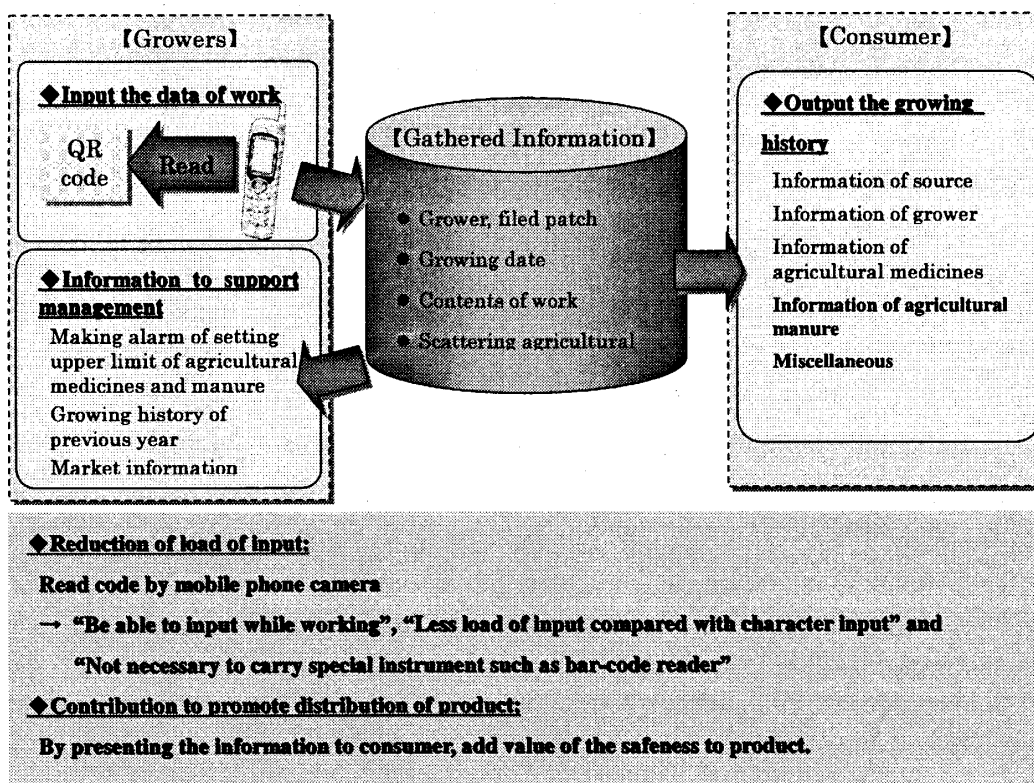 【Growers】
◆Input the data of work
QR
code
Read
◆Information to support
management
Making alarm of setting
upper limit of agricultural
medicines and manure
Growing history of
previous year
Market information
【Gathered Information】
● Grower, filed patch
● Growing date
● Contents of work
● Scattering agricultural
【Consumer】
◆Output the growing
history
Information of source
Information of grower
Information of
agricultural medicines
Information of agricultural
manure
Miscellaneous
◆Reduction of load of input;
Read code by mobile phone camera
→ “Be able to input while working”, “Less load of input compared with character input” and
“Not necessary to carry special instrument such as bar-code reader”
◆Contribution to promote distribution of product;
By presenting the information to consumer, add value of the safeness to product.